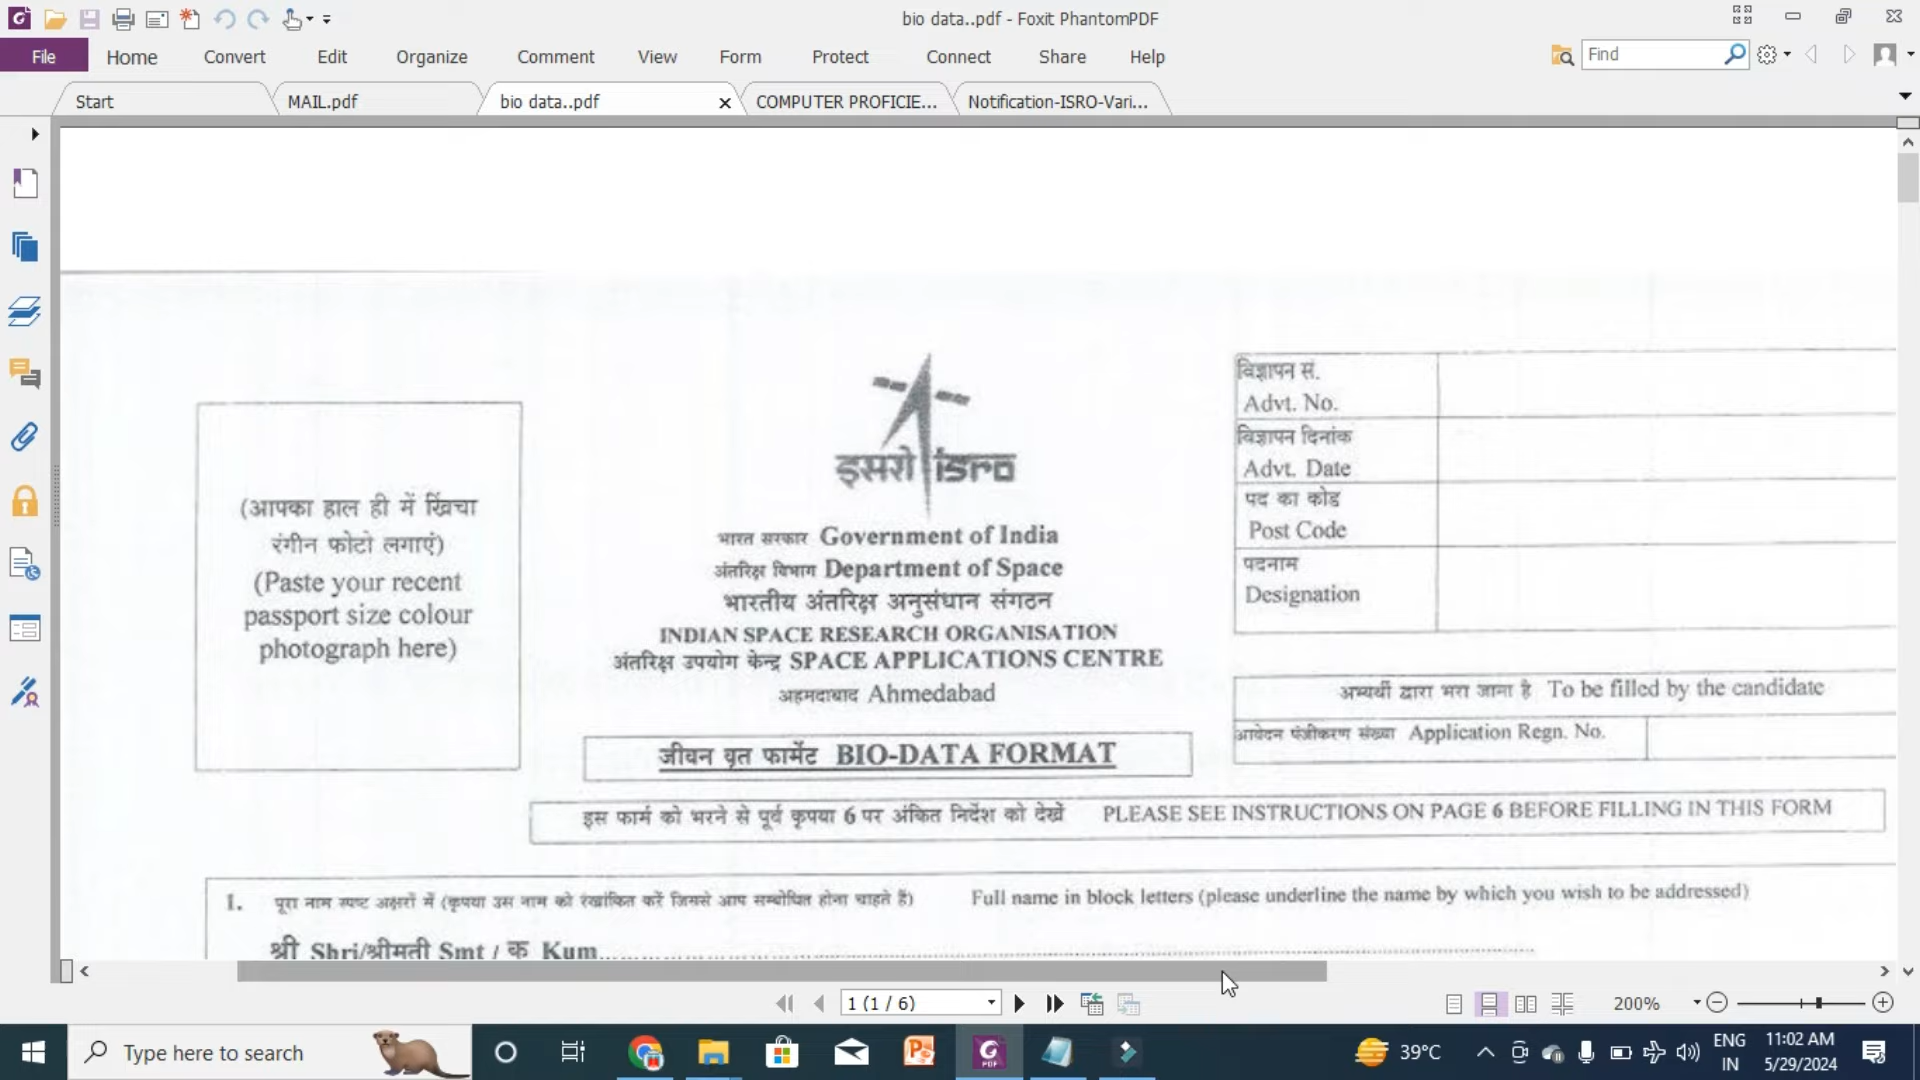 bio data..pdf - Foxit PhantomPDF
File Home Convert Edit Organize Comment View Form Protect Connect Share Help Find
Start MAIL.pdf bio data..pdf COMPUTER PROFICIE... Notification-ISRO-Vari...
(आपका हाल ही में खिंचा
रंगीन फोटो लगाएं)
(Paste your recent
passport size colour
photograph here)
इसरो isro
भारत सरकार Government of India
अंतरिक्ष विभाग Department of Space
भारतीय अंतरिक्ष अनुसंधान संगठन
INDIAN SPACE RESEARCH ORGANISATION
अंतरिक्ष उपयोग केन्द्र SPACE APPLICATIONS CENTRE
अहमदाबाद Ahmedabad
जीवन वृत फार्मेट BIO-DATA FORMAT
विज्ञापन सं.
Advt. No.
विज्ञापन दिनांक
Advt. Date
पद का कोड
Post Code
पदनाम
Designation
अभ्यर्थी द्वारा भरा जाना है To be filled by the candidate
आवेदन पंजीकरण संख्या Application Regn. No.
इस फार्म को भरने से पूर्व कृपया 6 पर अंकित निर्देश को देखें PLEASE SEE INSTRUCTIONS ON PAGE 6 BEFORE FILLING IN THIS FORM
1. पूरा नाम स्पष्ट अक्षरों में (कृपया उस नाम को रेखांकित करें जिससे आप सम्बोधित होना चाहते हैं) Full name in block letters (please underline the name by which you wish to be addressed)
श्री Shri/श्रीमती Smt / क Kum
1 (1 / 6) 200%
Type here to search 39°C ENG 11:02 AM
IN 5/29/2024